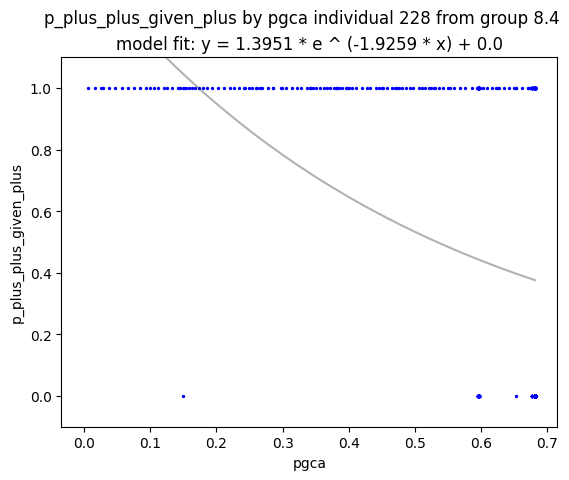 p_plus_plus_given_plus by pgca individual 228 from group 8.4
model fit: y = 1.3951 * e ^ (-1.9259 * x) + 0.0
1.0
0.8
0.6
0.4
0.2
0.0
p_plus_plus_given_plus
0.0 0.1 0.2 0.3 0.4 0.5 0.6 0.7
pgca